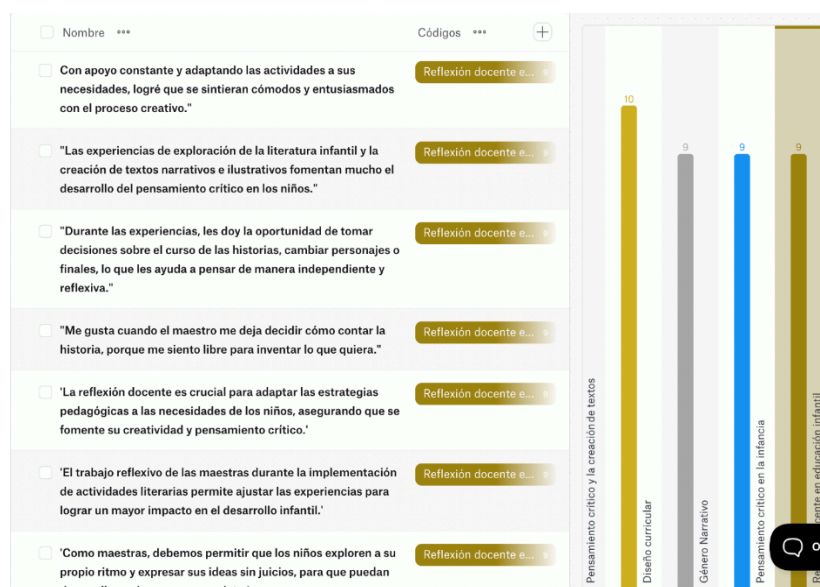 Nombre
Códigos
Con apoyo constante y adaptando las actividades a sus
necesidades, logré que se sintieran cómodos y entusiasmados
con el proceso creativo."
Reflexión docente e...
"Las experiencias de exploración de la literatura infantil y la
creación de textos narrativos e ilustrativos fomentan mucho el
desarrollo del pensamiento crítico en los niños."
Reflexión docente e...
"Durante las experiencias, les doy la oportunidad de tomar
decisiones sobre el curso de las historias, cambiar personajes o
finales, lo que les ayuda a pensar de manera independiente y
reflexiva."
Reflexión docente e...
"Me gusta cuando el maestro me deja decidir cómo contar la
historia, porque me siento libre para inventar lo que quiera."
Reflexión docente e...
'La reflexión docente es crucial para adaptar las estrategias
pedagógicas a las necesidades de los niños, asegurando que se
fomente su creatividad y pensamiento crítico.'
Reflexión docente e...
'El trabajo reflexivo de las maestras durante la implementación
de actividades literarias permite ajustar las experiencias para
lograr un mayor impacto en el desarrollo infantil.'
Reflexión docente e...
'Como maestras, debemos permitir que los niños exploren a su
propio ritmo y expresar sus ideas sin juicios, para que puedan
Reflexión docente e...
Pensamiento crítico y la creación de textos
10
Diseño curricular
9
Género Narrativo
9
Pensamiento crítico en la infancia
9
en educación infantil